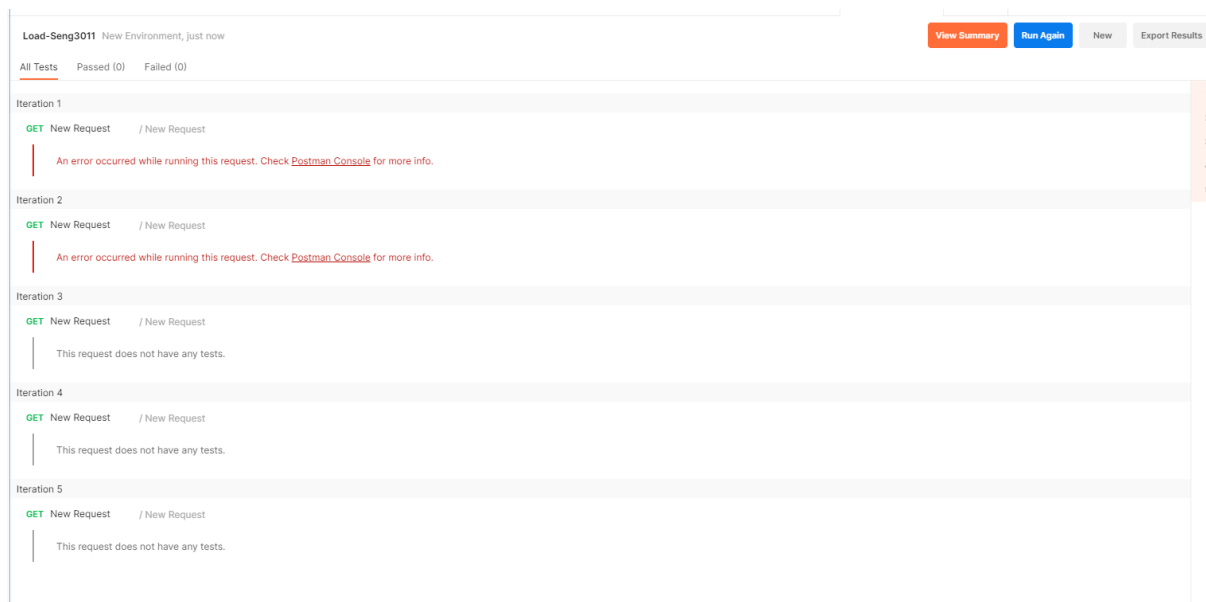 Load-Seng3011 New Environment, just now View Summary Run Again New Export Results
All Tests Passed (0) Failed (0)
Iteration 1
GET New Request / New Request
An error occurred while running this request. Check Postman Console for more info.
Iteration 2
GET New Request / New Request
An error occurred while running this request. Check Postman Console for more info.
Iteration 3
GET New Request / New Request
This request does not have any tests.
Iteration 4
GET New Request / New Request
This request does not have any tests.
Iteration 5
GET New Request / New Request
This request does not have any tests.